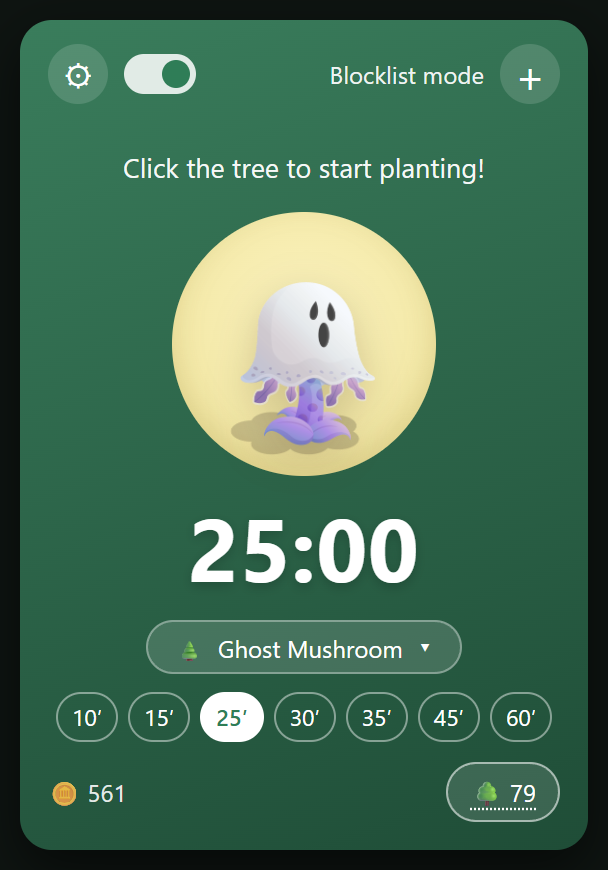 Blocklist mode
Click the tree to start planting!
25:00
Ghost Mushroom
10′ 15′ 25′ 30′ 35′ 45′ 60′
561 79